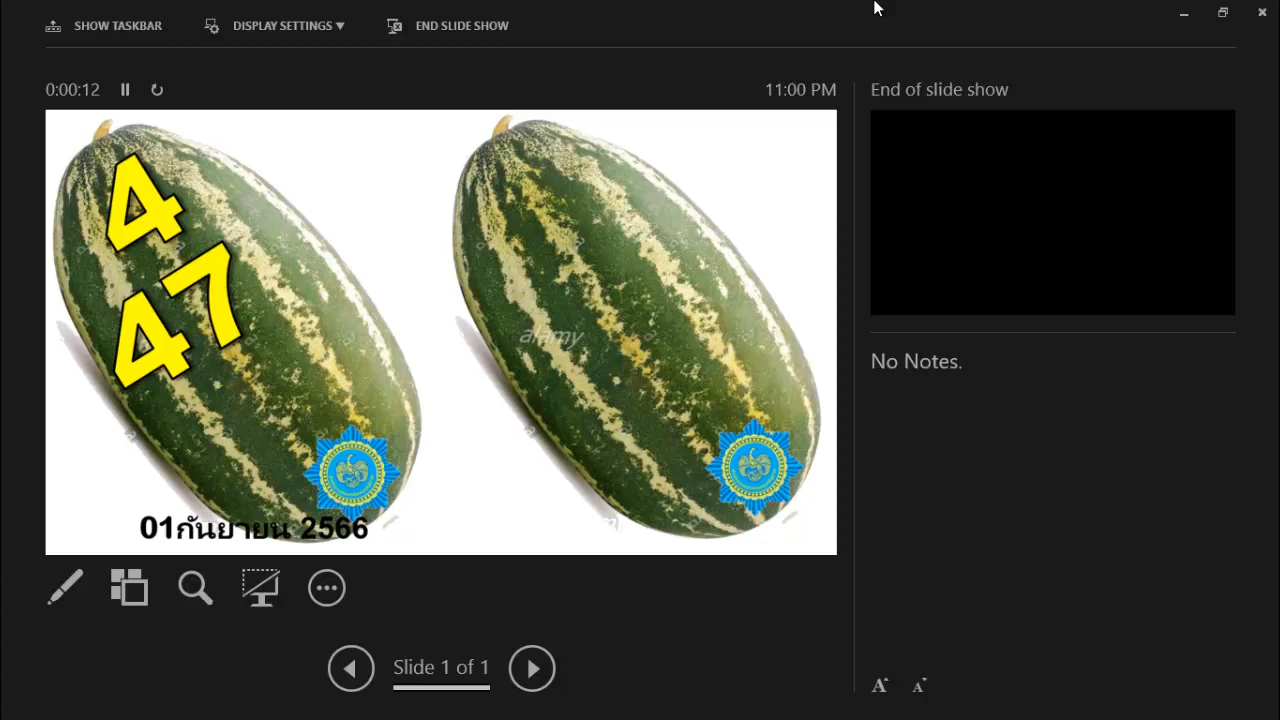 SHOW TASKBAR
DISPLAY SETTINGS ▼
END SLIDE SHOW
0:00:12
11:00 PM
End of slide show
4
47
alamy
01กันยายน 2566
No Notes.
Slide 1 of 1
A
A